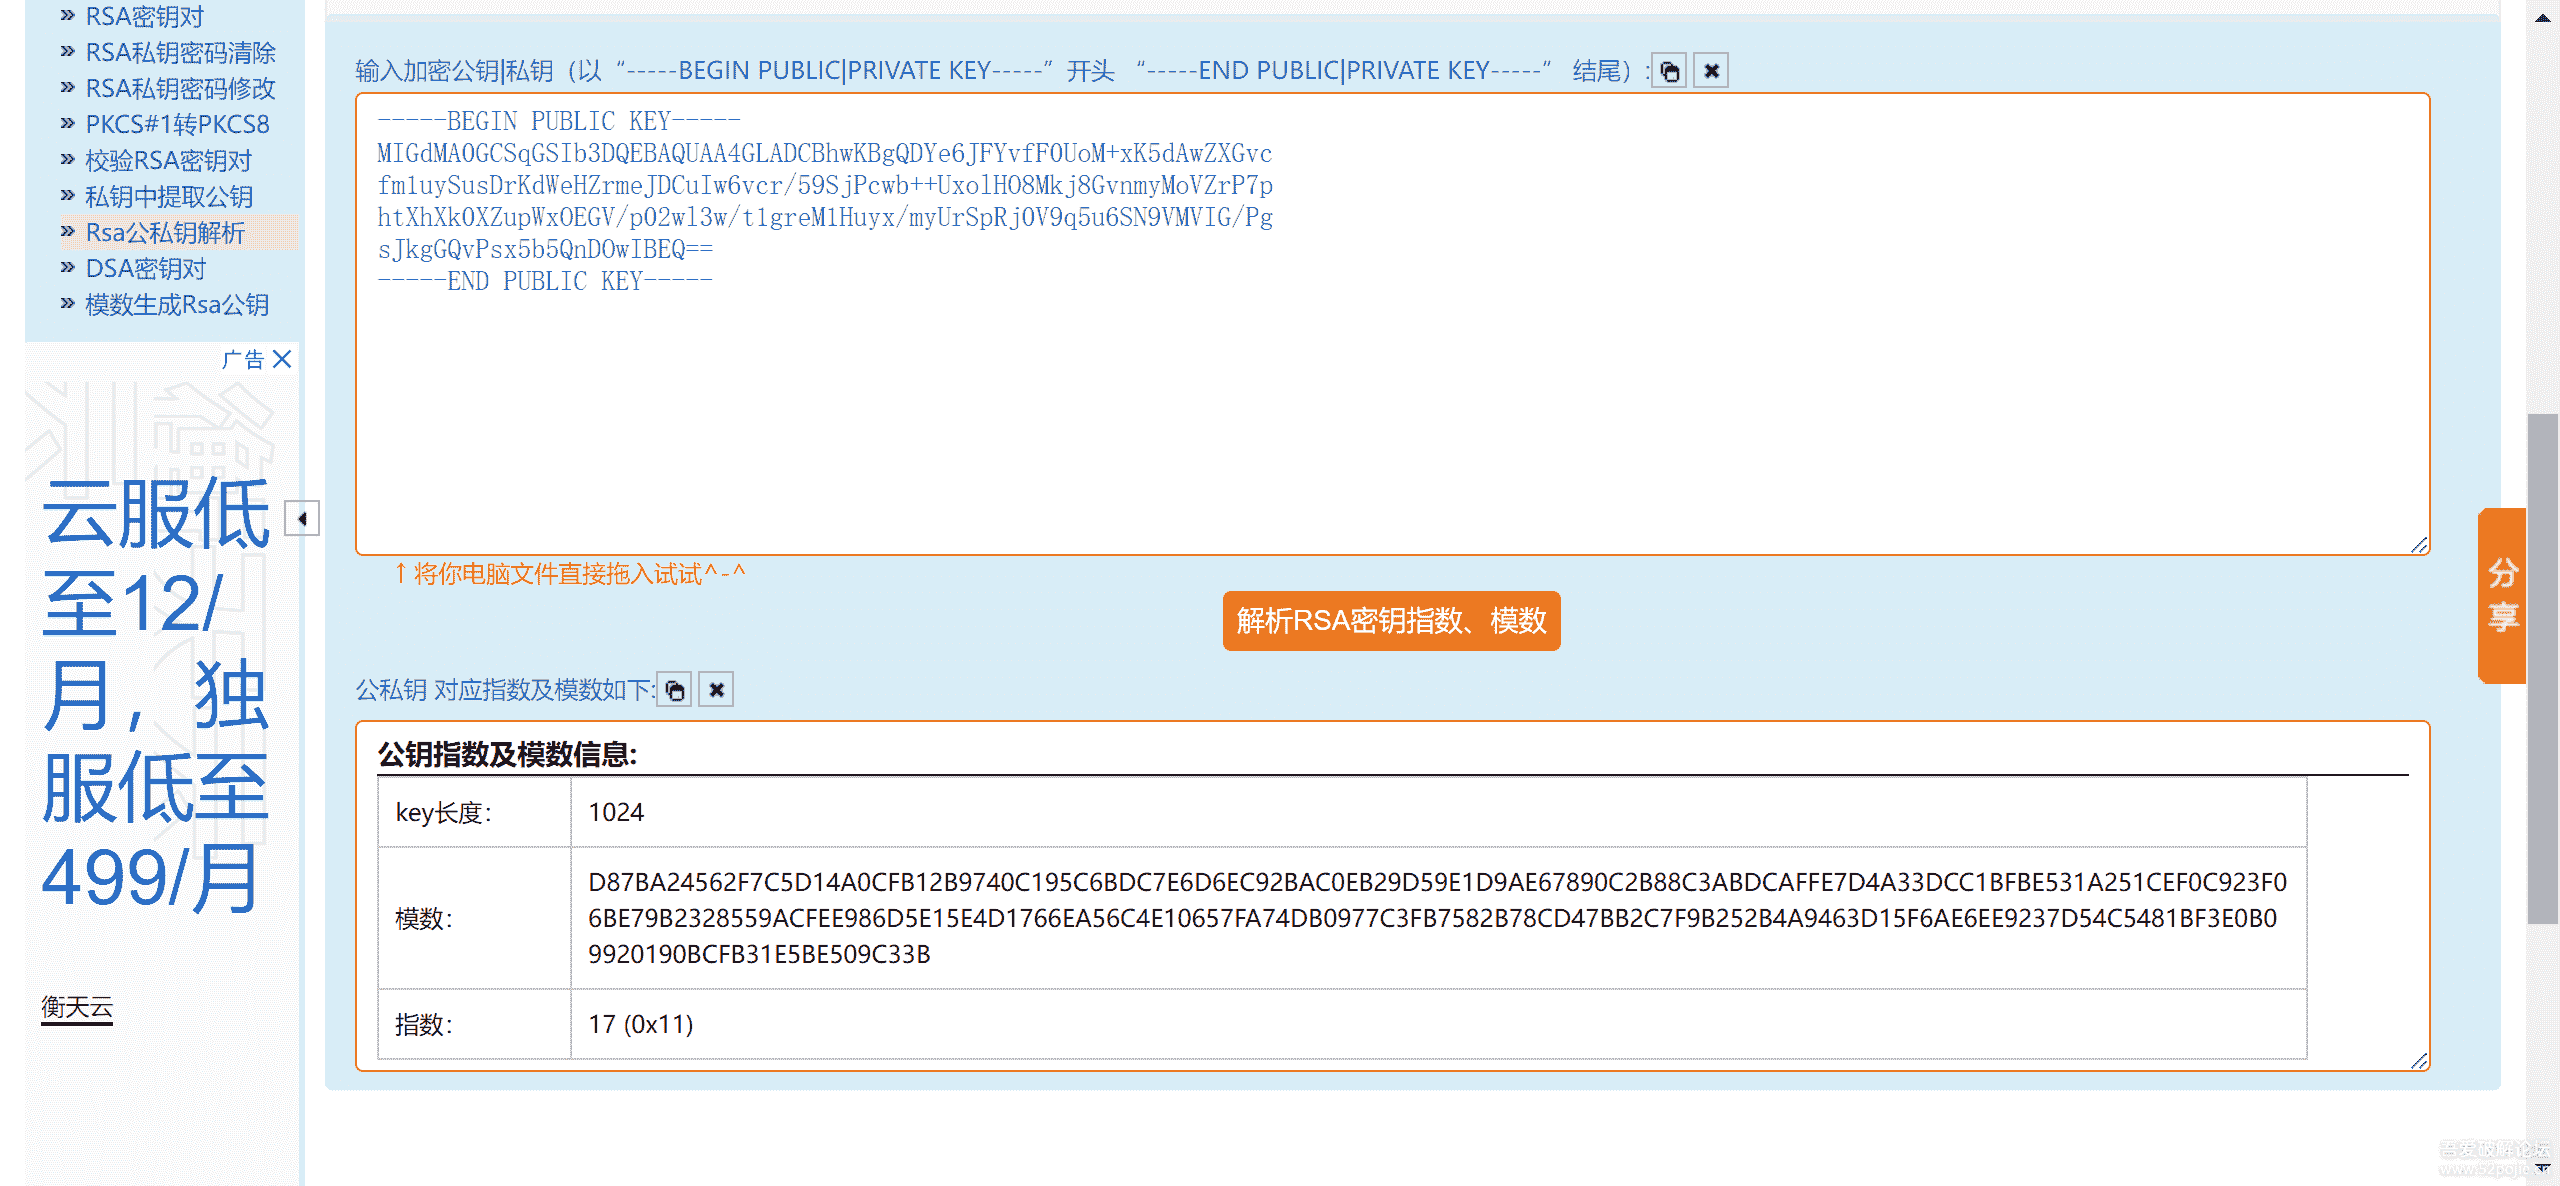 RSA密钥对
RSA私钥密码清除
RSA私钥密码修改
PKCS#1转PKCS8
校验RSA密钥对
私钥中提取公钥
Rsa公私钥解析
DSA密钥对
模数生成Rsa公钥
广告
云服低
至12/
月，独
服低至
499/月
衡天云
输入加密公钥|私钥（以“-----BEGIN PUBLIC|PRIVATE KEY-----”开头 “-----END PUBLIC|PRIVATE KEY-----” 结尾）:
-----BEGIN PUBLIC KEY-----
MIGdMA0GCSqGSIb3DQEBAQUAA4GLADCBhwKBgQDYe6JFYvfF0UoM+xK5dAwZXGvc
fm1uySusDrKdWeHZrmeJDCuIw6vcr/59SjPcwb++UxolHO8Mkj8GvnmyMoVZrP7p
htXhXk0XZupWxOEGV/p02wl3w/t1greM1Huyx/myUrSpRj0V9q5u6SN9VMVIG/Pg
sJkgGQvPsx5b5QnDOwIBEQ==
-----END PUBLIC KEY-----
↑将你电脑文件直接拖入试试^-^
解析RSA密钥指数、模数
公私钥 对应指数及模数如下:
公钥指数及模数信息:
key长度: 1024
模数: D87BA24562F7C5D14A0CFB12B9740C195C6BDC7E6D6EC92BAC0EB29D59E1D9AE67890C2B88C3ABDCAFFE7D4A33DCC1BFBE531A251CEF0C923F0
6BE79B2328559ACFEE986D5E15E4D1766EA56C4E10657FA74DB0977C3FB7582B78CD47BB2C7F9B252B4A9463D15F6AE6EE9237D54C5481BF3E0B0
9920190BCFB31E5BE509C33B
指数: 17 (0x11)
分
享
吾爱破解论坛